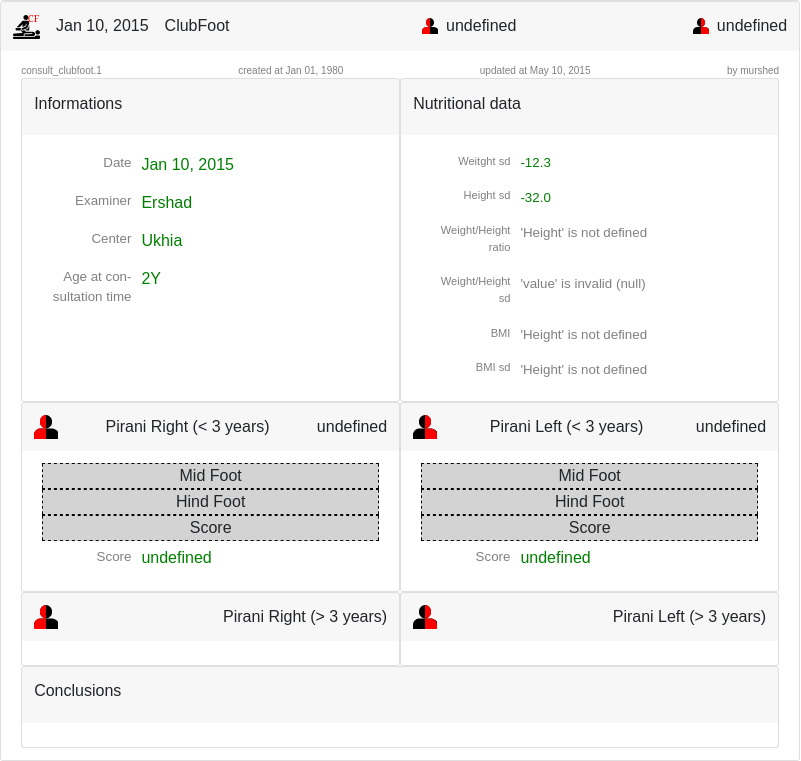 CF Jan 10, 2015 ClubFoot undefined undefined
consult_clubfoot.1 created at Jan 01, 1980 updated at May 10, 2015 by murshed
Informations
Date Jan 10, 2015
Examiner Ershad
Center Ukhia
Age at con-
sultation time 2Y
Nutritional data
Weitght sd -12.3
Height sd -32.0
Weight/Height
ratio 'Height' is not defined
Weight/Height
sd 'value' is invalid (null)
BMI 'Height' is not defined
BMI sd 'Height' is not defined
Pirani Right (< 3 years) undefined
Mid Foot
Hind Foot
Score
Score undefined
Pirani Left (< 3 years) undefined
Mid Foot
Hind Foot
Score
Score undefined
Pirani Right (> 3 years)
Pirani Left (> 3 years)
Conclusions